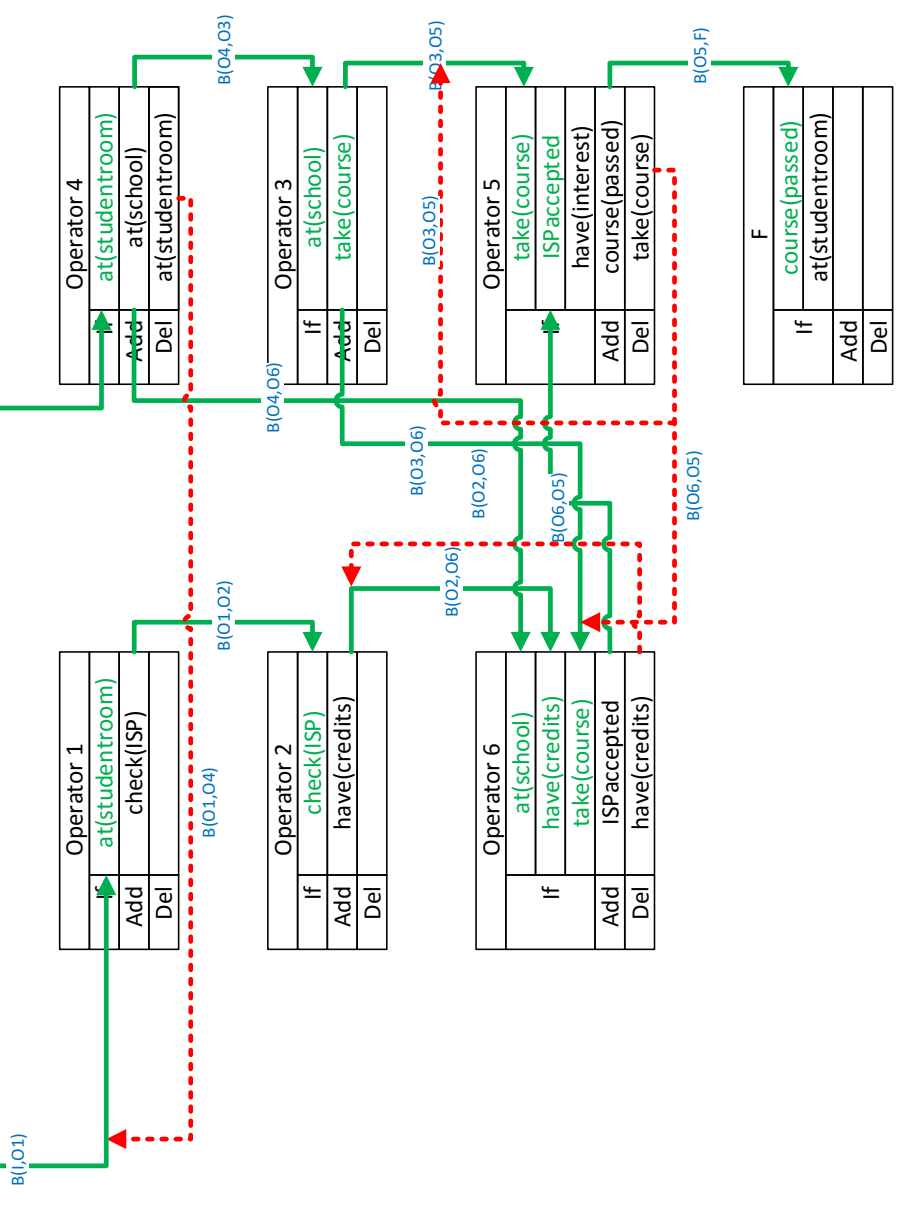 B(I,O1)
Operator 1
If
at(studentroom)
Add
check(ISP)
Del
Operator 4
If
at(studentroom)
Add
at(school)
Del
at(studentroom)
B(O1,O4)
B(O1,O2)
B(O4,O3)
Operator 2
If
check(ISP)
Add
have(credits)
Del
B(O4,O6)
Operator 3
If
at(school)
Add
take(course)
Del
B(O3,O6)
B(O3,O5)
B(O3,O5)
B(O2,O6)
B(O2,O6)
Operator 6
If
at(school)
have(credits)
take(course)
Add
ISPaccepted
Del
have(credits)
B(O6,O5)
Operator 5
If
take(course)
ISPaccepted
have(interest)
Add
course(passed)
Del
take(course)
B(O6,O5)
B(O5,F)
F
If
course(passed)
at(studentroom)
Add
Del